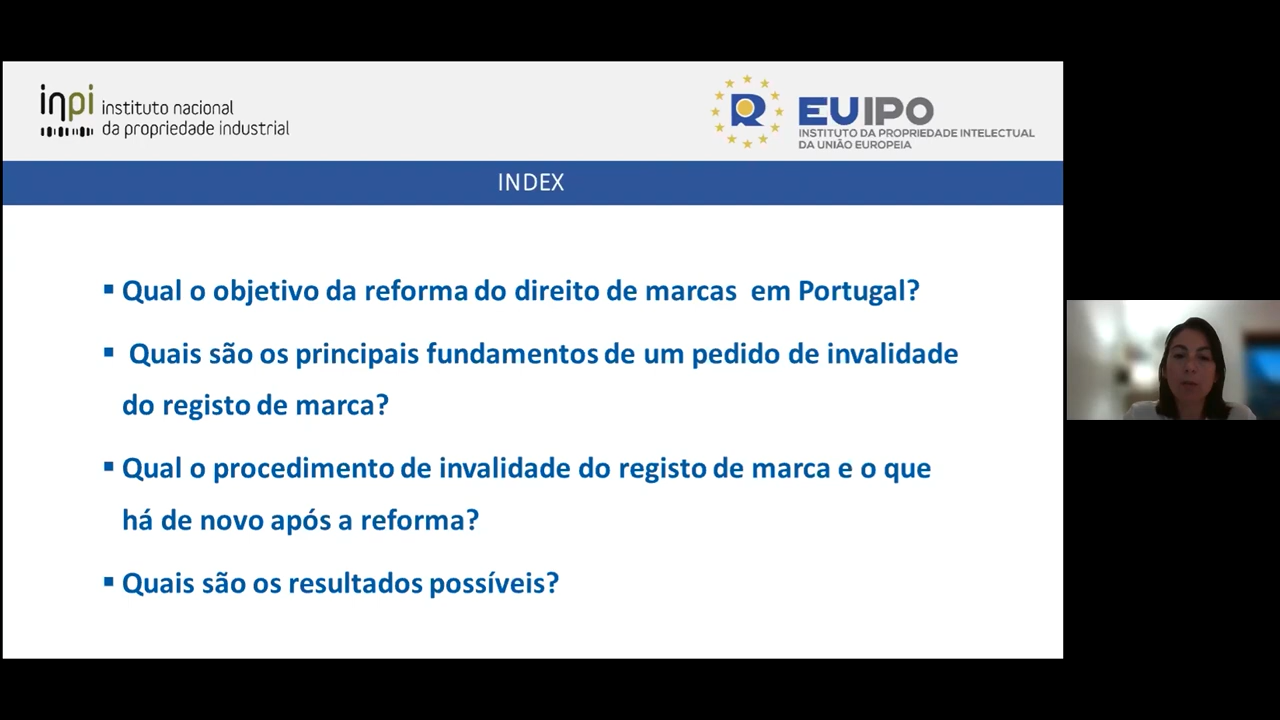 inpi instituto nacional
da propriedade industrial
EUIPO
INSTITUTO DA PROPRIEDADE INTELECTUAL
DA UNIÃO EUROPEIA
INDEX
▪ Qual o objetivo da reforma do direito de marcas em Portugal?
▪ Quais são os principais fundamentos de um pedido de invalidade
do registo de marca?
▪ Qual o procedimento de invalidade do registo de marca e o que
há de novo após a reforma?
▪ Quais são os resultados possíveis?